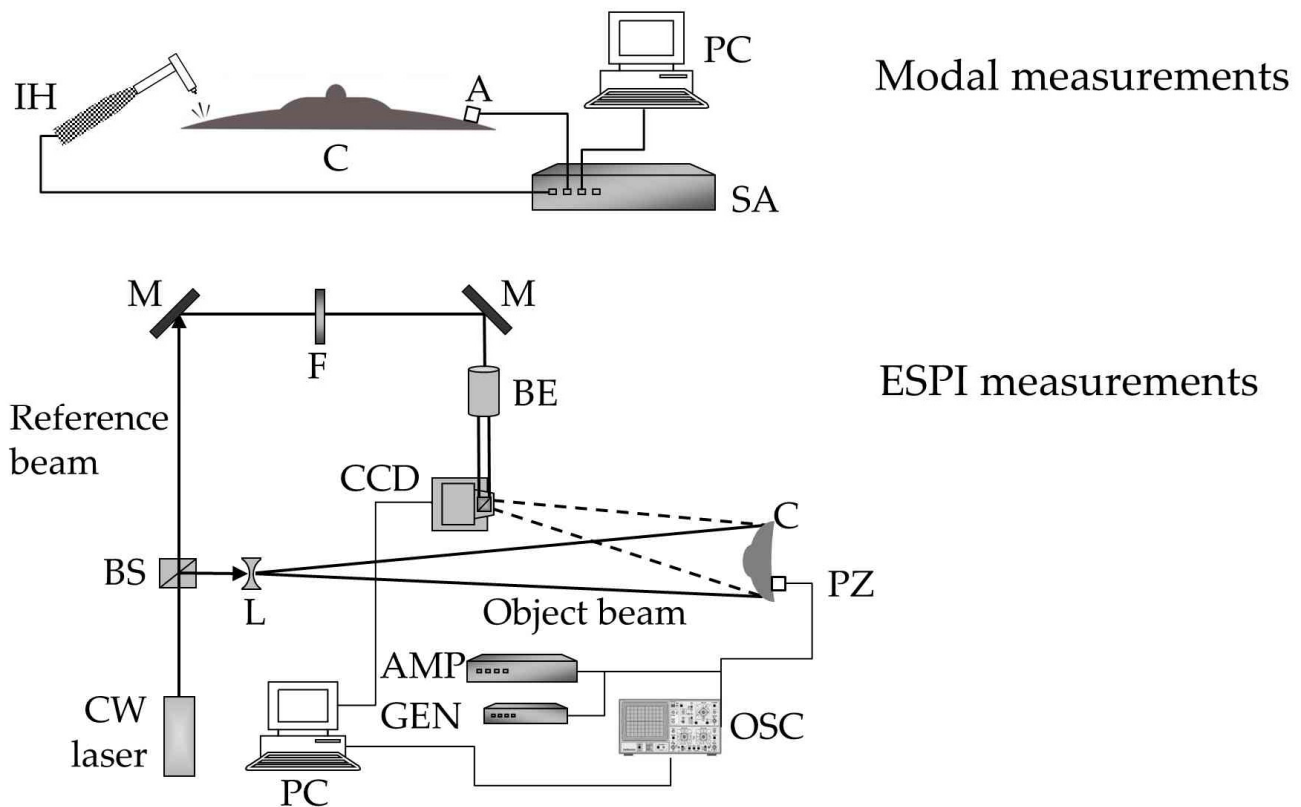 PC
Modal measurements
IH
A
C
SA
M
M
F
BE
ESPI measurements
Reference
beam
CCD
C
BS
L
PZ
Object beam
AMP
CW
laser
GEN
OSC
PC